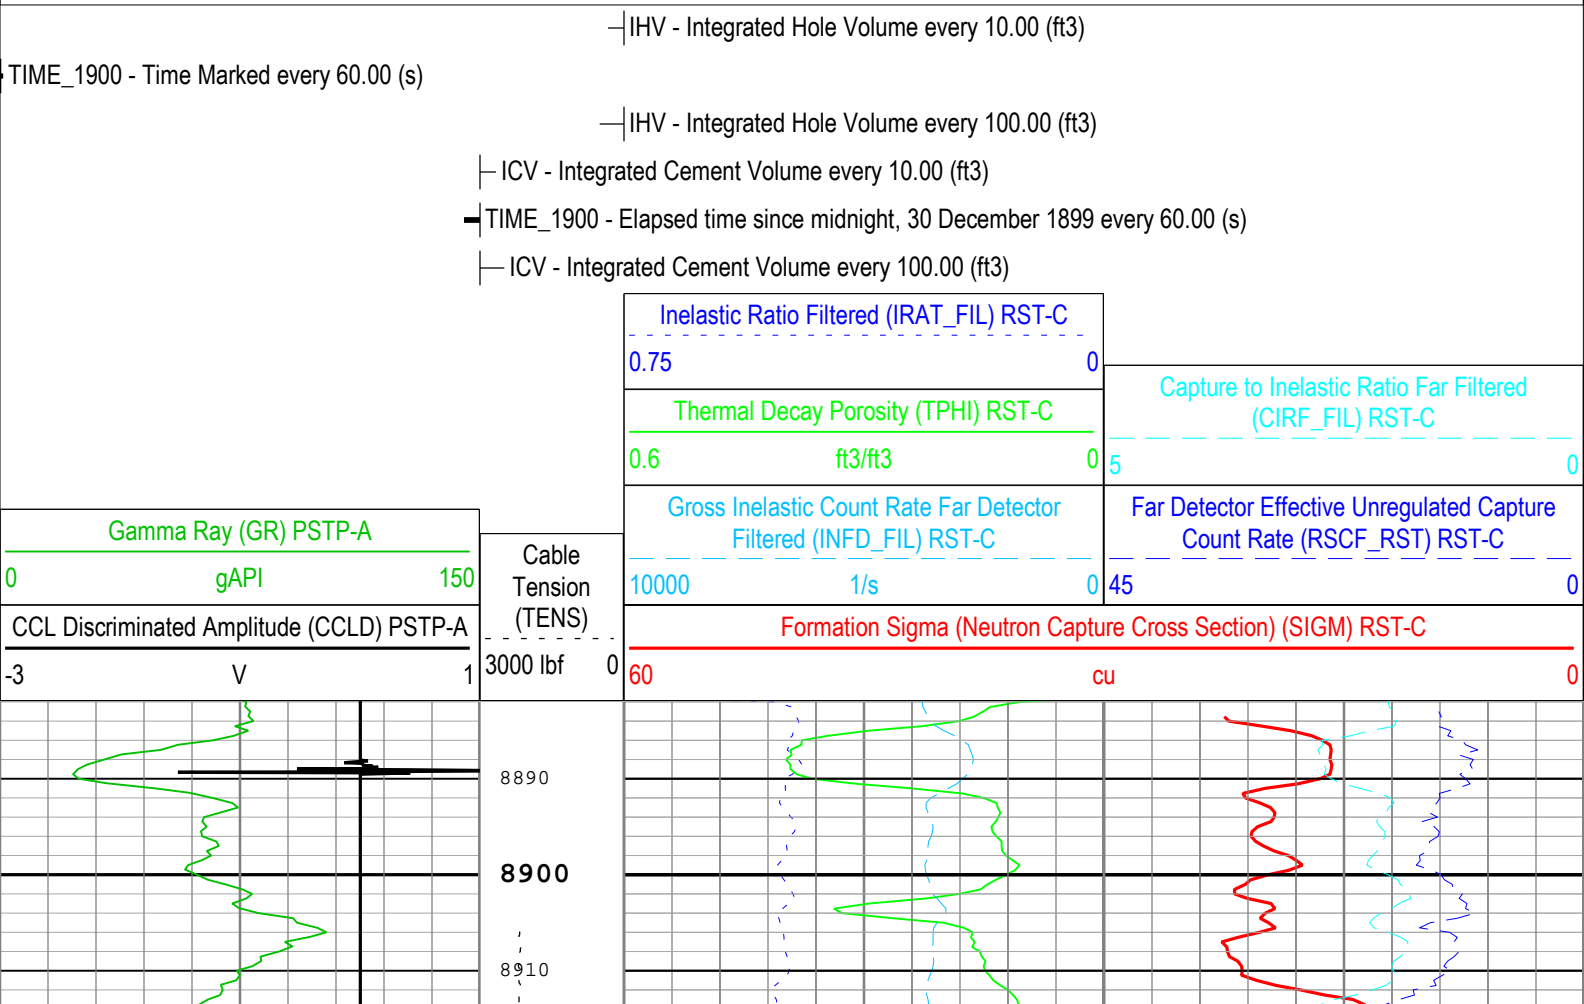 IHV - Integrated Hole Volume every 10.00 (ft3)
TIME_1900 - Time Marked every 60.00 (s)
IHV - Integrated Hole Volume every 100.00 (ft3)
ICV - Integrated Cement Volume every 10.00 (ft3)
TIME_1900 - Elapsed time since midnight, 30 December 1899 every 60.00 (s)
ICV - Integrated Cement Volume every 100.00 (ft3)
Inelastic Ratio Filtered (IRAT_FIL) RST-C
0.75 0
Thermal Decay Porosity (TPHI) RST-C
0.6 ft3/ft3 0
Capture to Inelastic Ratio Far Filtered
(CIRF_FIL) RST-C
5 0
Gross Inelastic Count Rate Far Detector
Filtered (INFD_FIL) RST-C
10000 1/s 0
Far Detector Effective Unregulated Capture
Count Rate (RSCF_RST) RST-C
45 0
Gamma Ray (GR) PSTP-A
0 gAPI 150
Cable
Tension
(TENS)
3000 lbf 0
CCL Discriminated Amplitude (CCLD) PSTP-A
-3 V 1
Formation Sigma (Neutron Capture Cross Section) (SIGM) RST-C
60 cu 0
8890
8900
8910